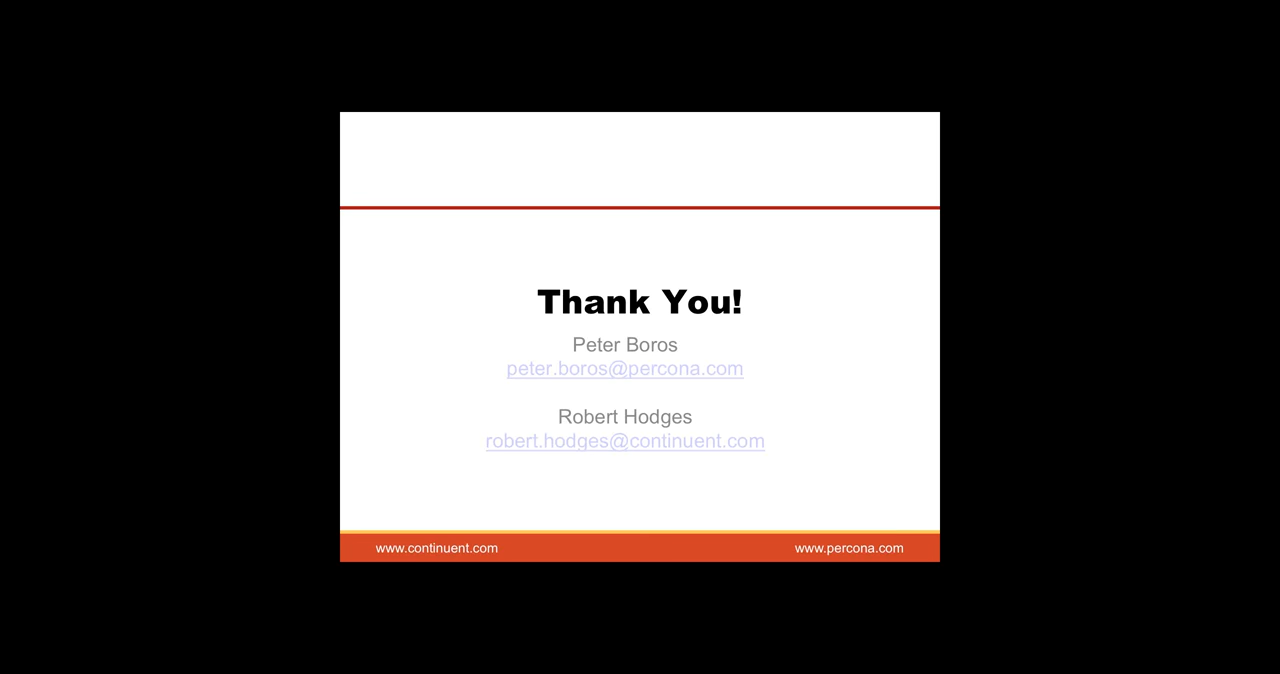 Thank You!
Peter Boros
peter.boros@percona.com
Robert Hodges
robert.hodges@continuent.com
www.continuent.com
www.percona.com